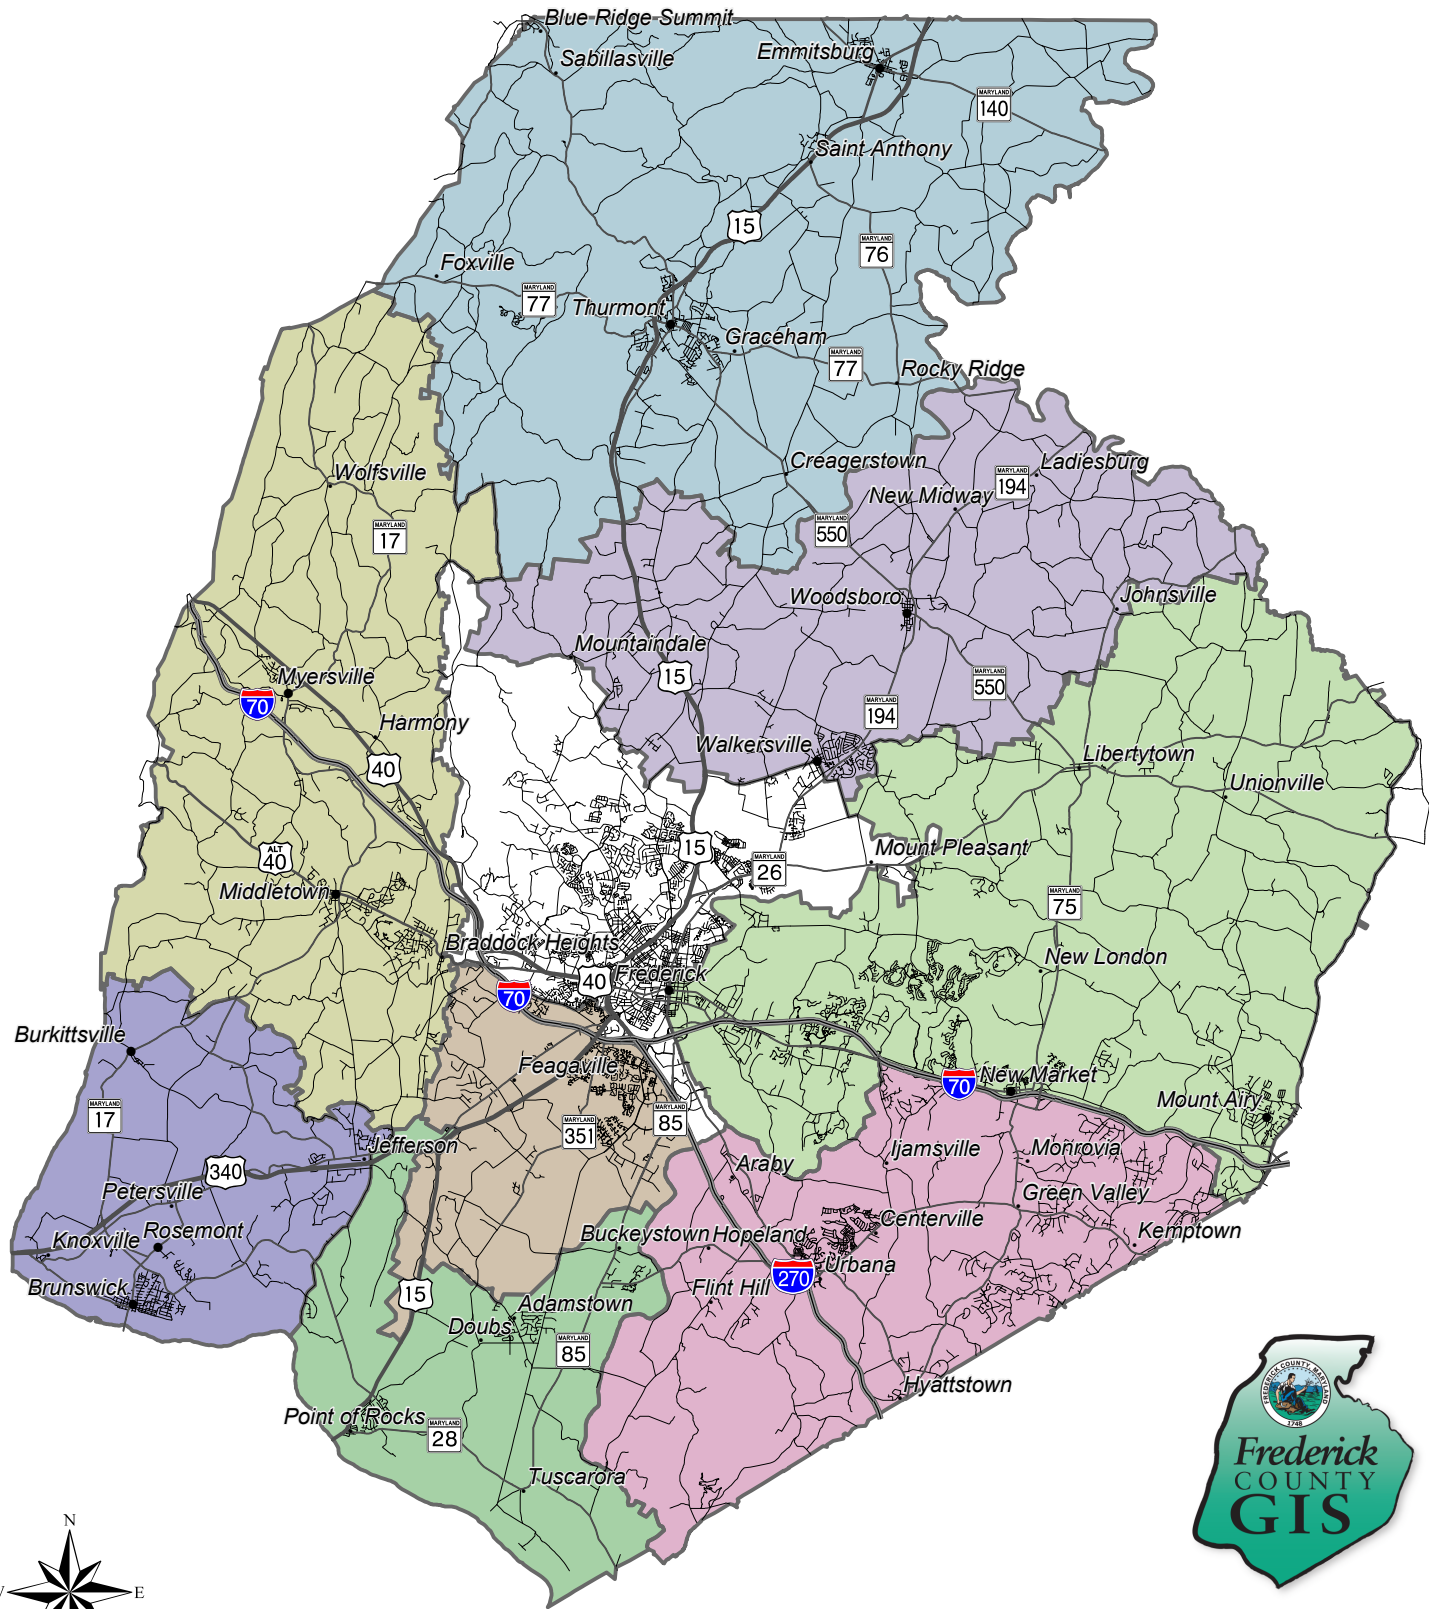 Blue Ridge Summit
Sabillasville
Emmitsburg
MARYLAND
140
Saint Anthony
15
MARYLAND
76
Foxville
MARYLAND
77
Thurmont
Graceham
MARYLAND
77
Rocky Ridge
Creagerstown
Ladiesburg
MARYLAND
194
New Midway
Wolfsville
MARYLAND
17
MARYLAND
550
Woodsboro
Johnsville
Mountaindale
15
MARYLAND
550
Myersville
70
MARYLAND
194
Harmony
Walkersville
Libertytown
40
Unionville
15
Mount Pleasant
ALT
40
MARYLAND
26
Middletown
MARYLAND
75
Braddock Heights
New London
40
Frederick
70
Burkittsville
Feagaville
70
New Market
Mount Airy
MARYLAND
17
MARYLAND
351
MARYLAND
85
Jefferson
Araby
Ijamsville
Monrovia
340
Petersville
Green Valley
Knoxville
Rosemont
Buckeystown
Hopeland
Centerville
Kemptown
Urbana
270
Brunswick
15
Flint Hill
Adamstown
Doubs
MARYLAND
85
Hyattstown
Point of Rocks
MARYLAND
28
Tuscarora
FREDERICK COUNTY, MARYLAND
1748
Frederick
COUNTY
GIS
N
E